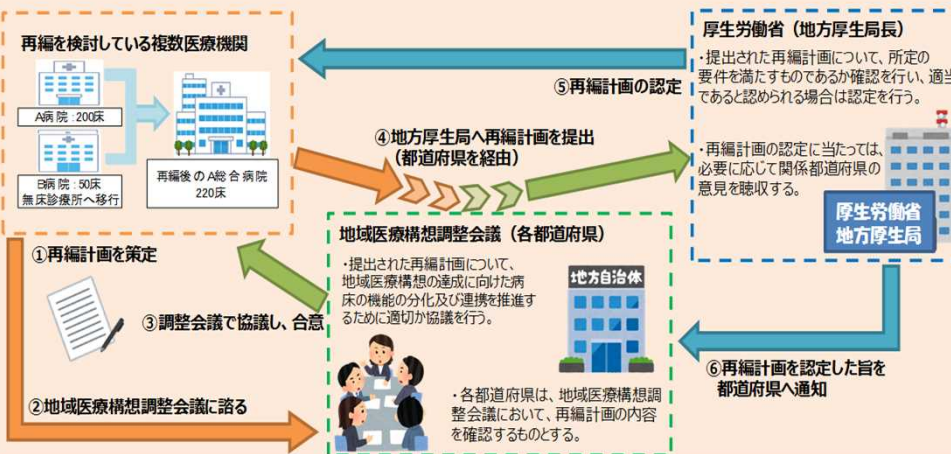 再編を検討している複数医療機関
A病院:200床
B病院:50床
無床診療所へ移行
再編後のA総合病院
220床
①再編計画を策定
②地域医療構想調整会議に諮る
③調整会議で協議し、合意
④地方厚生局へ再編計画を提出
(都道府県を経由)
⑤再編計画の認定
地域医療構想調整会議(各都道府県)
・提出された再編計画について、
地域医療構想の達成に向けた病
床の機能の分化及び連携を推進す
るために適切か協議を行う。
地方自治体
・各都道府県は、地域医療構想調
整会議において、再編計画の内容
を確認するものとする。
厚生労働省(地方厚生局長)
・提出された再編計画について、所定の
要件を満たすものであるか確認を行い、適当
であると認められる場合は認定を行う。
・再編計画の認定に当たっては、
必要に応じて関係都道府県の
意見を聴収する。
厚生労働省
地方厚生局
⑥再編計画を認定した旨を
都道府県へ通知